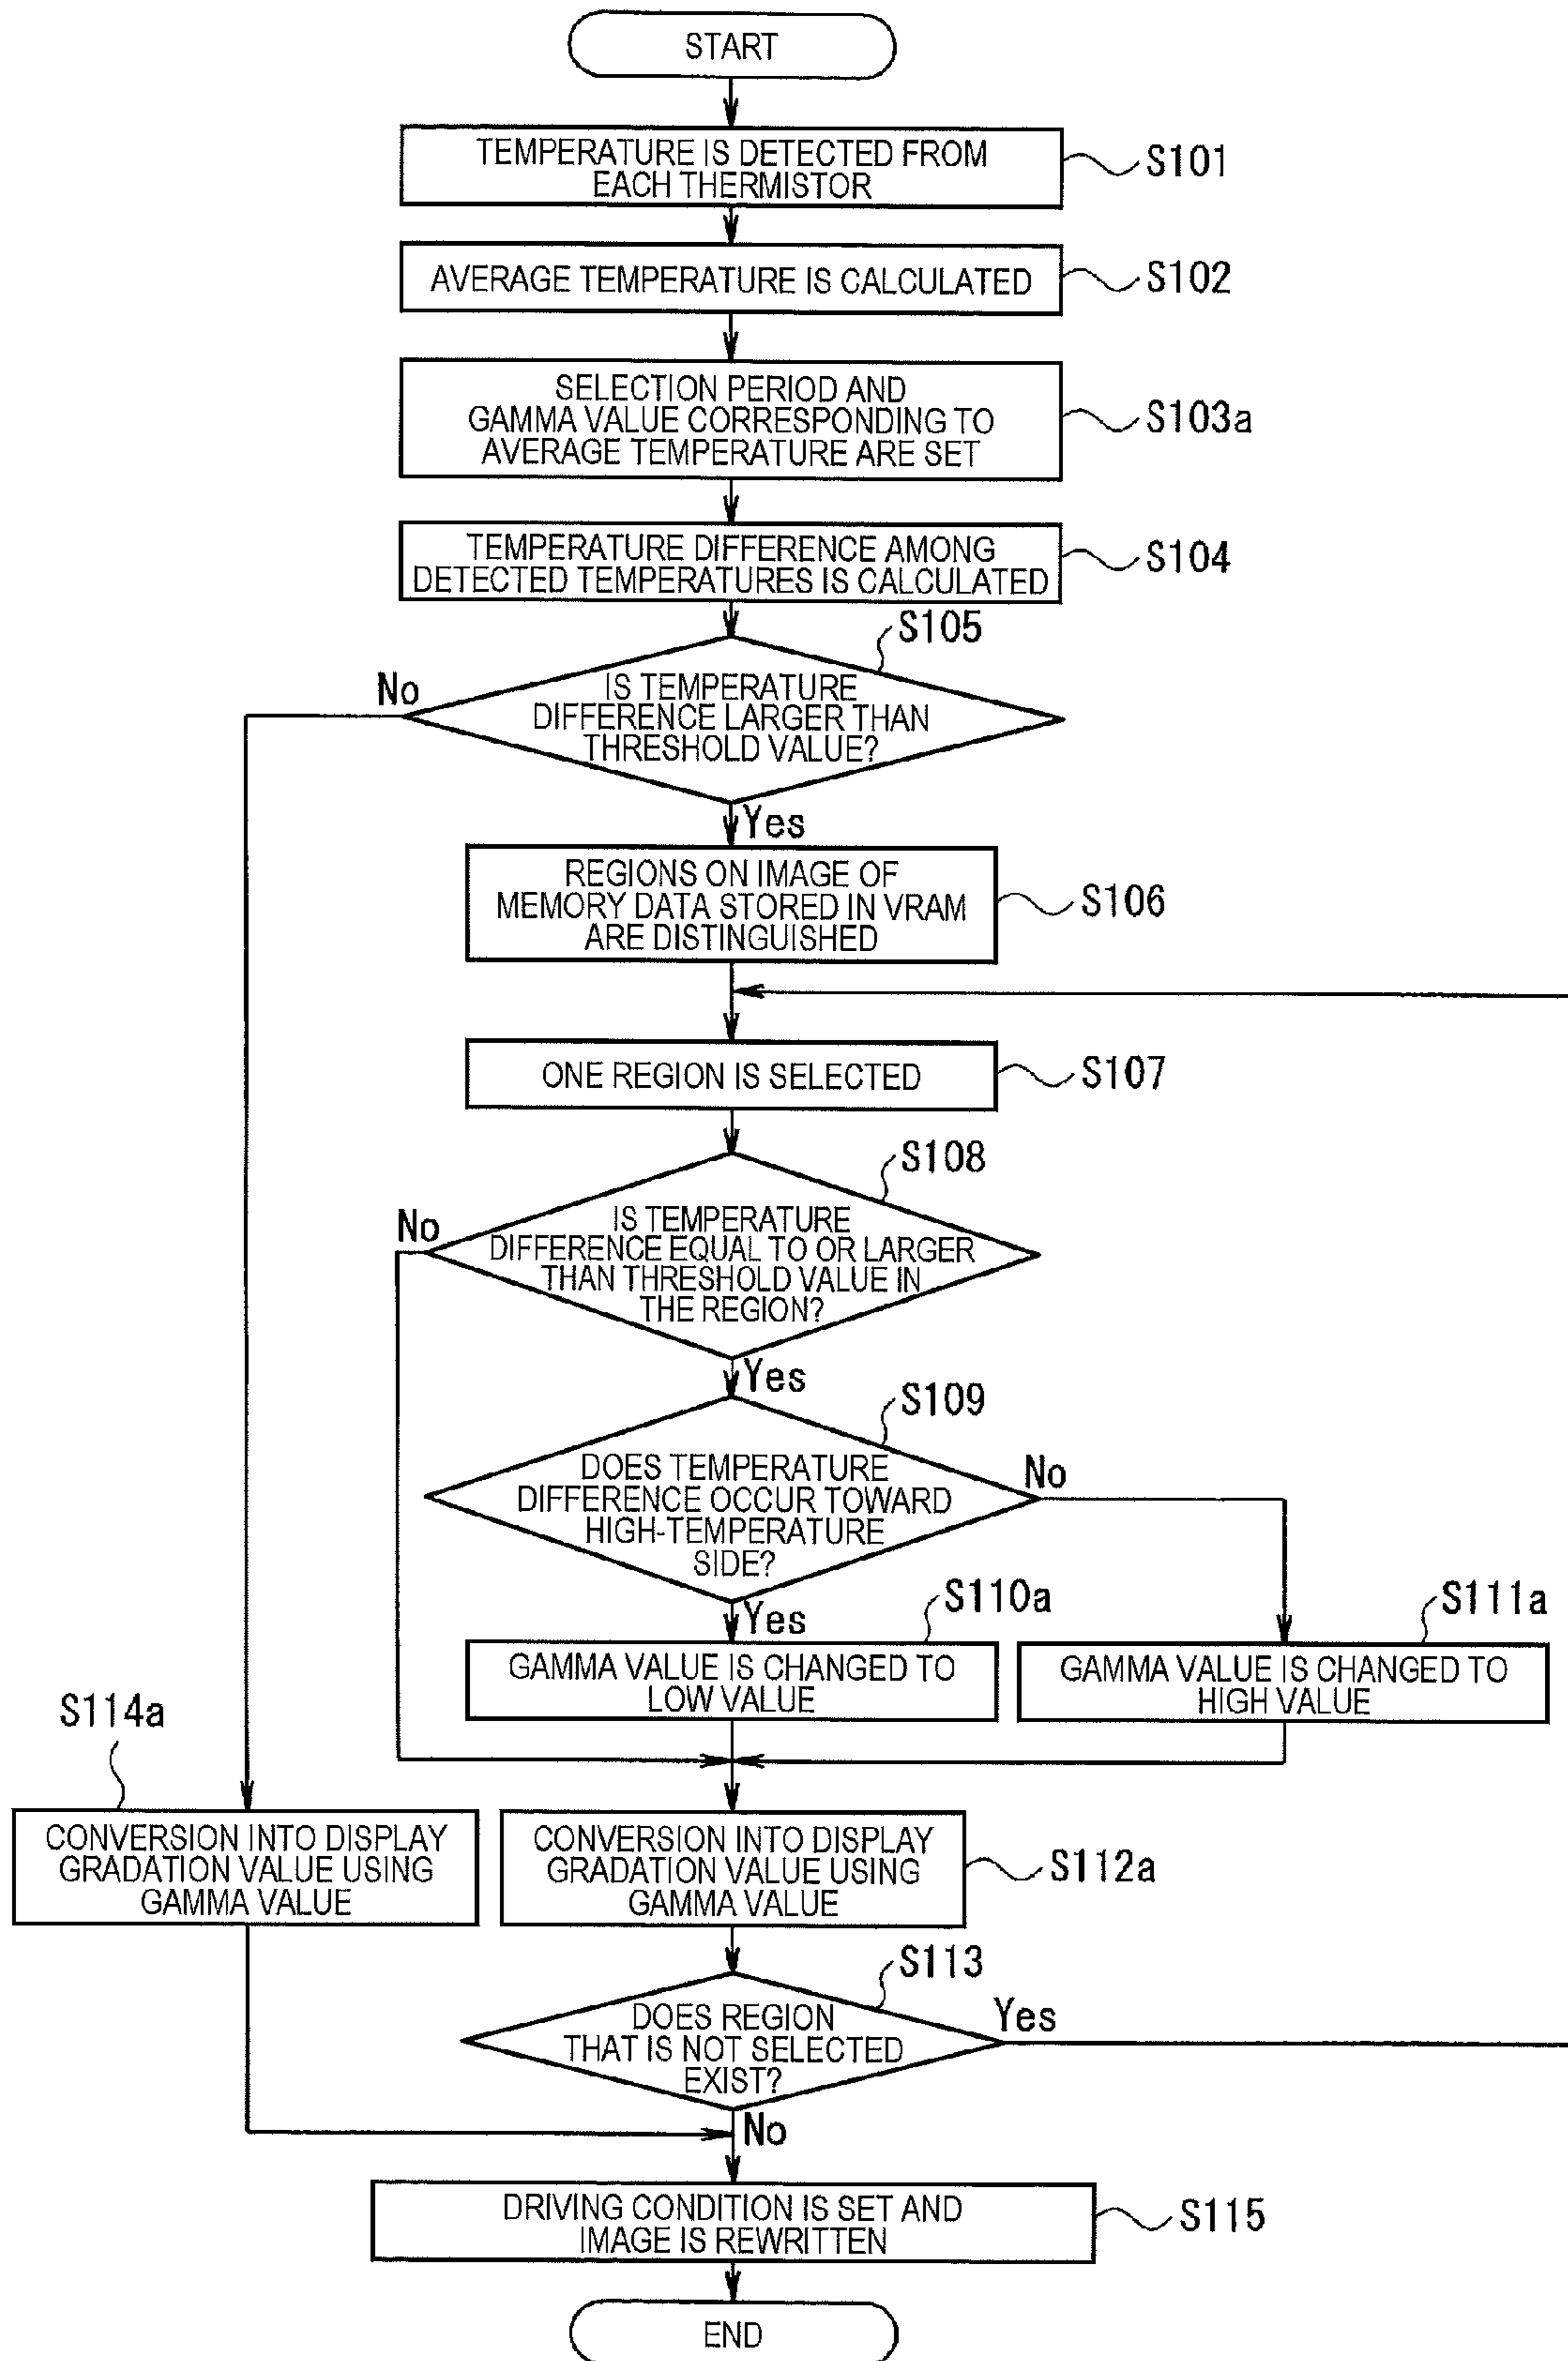 START
TEMPERATURE IS DETECTED FROM
EACH THERMISTOR
S101
AVERAGE TEMPERATURE IS CALCULATED
S102
SELECTION PERIOD AND
GAMMA VALUE CORRESPONDING TO
AVERAGE TEMPERATURE ARE SET
S103a
TEMPERATURE DIFFERENCE AMONG
DETECTED TEMPERATURES IS CALCULATED
S104
S105
No
IS TEMPERATURE
DIFFERENCE LARGER THAN
THRESHOLD VALUE?
Yes
REGIONS ON IMAGE OF
MEMORY DATA STORED IN VRAM
ARE DISTINGUISHED
S106
ONE REGION IS SELECTED
S107
S108
No
IS TEMPERATURE
DIFFERENCE EQUAL TO OR LARGER
THAN THRESHOLD VALUE IN
THE REGION?
Yes
S109
DOES TEMPERATURE
DIFFERENCE OCCUR TOWARD
HIGH-TEMPERATURE
SIDE?
No
Yes
S110a
S111a
GAMMA VALUE IS CHANGED TO
LOW VALUE
GAMMA VALUE IS CHANGED TO
HIGH VALUE
S114a
CONVERSION INTO DISPLAY
GRADATION VALUE USING
GAMMA VALUE
CONVERSION INTO DISPLAY
GRADATION VALUE USING
GAMMA VALUE
S112a
S113
DOES REGION
THAT IS NOT SELECTED
EXIST?
Yes
No
DRIVING CONDITION IS SET AND
IMAGE IS REWRITTEN
S115
END